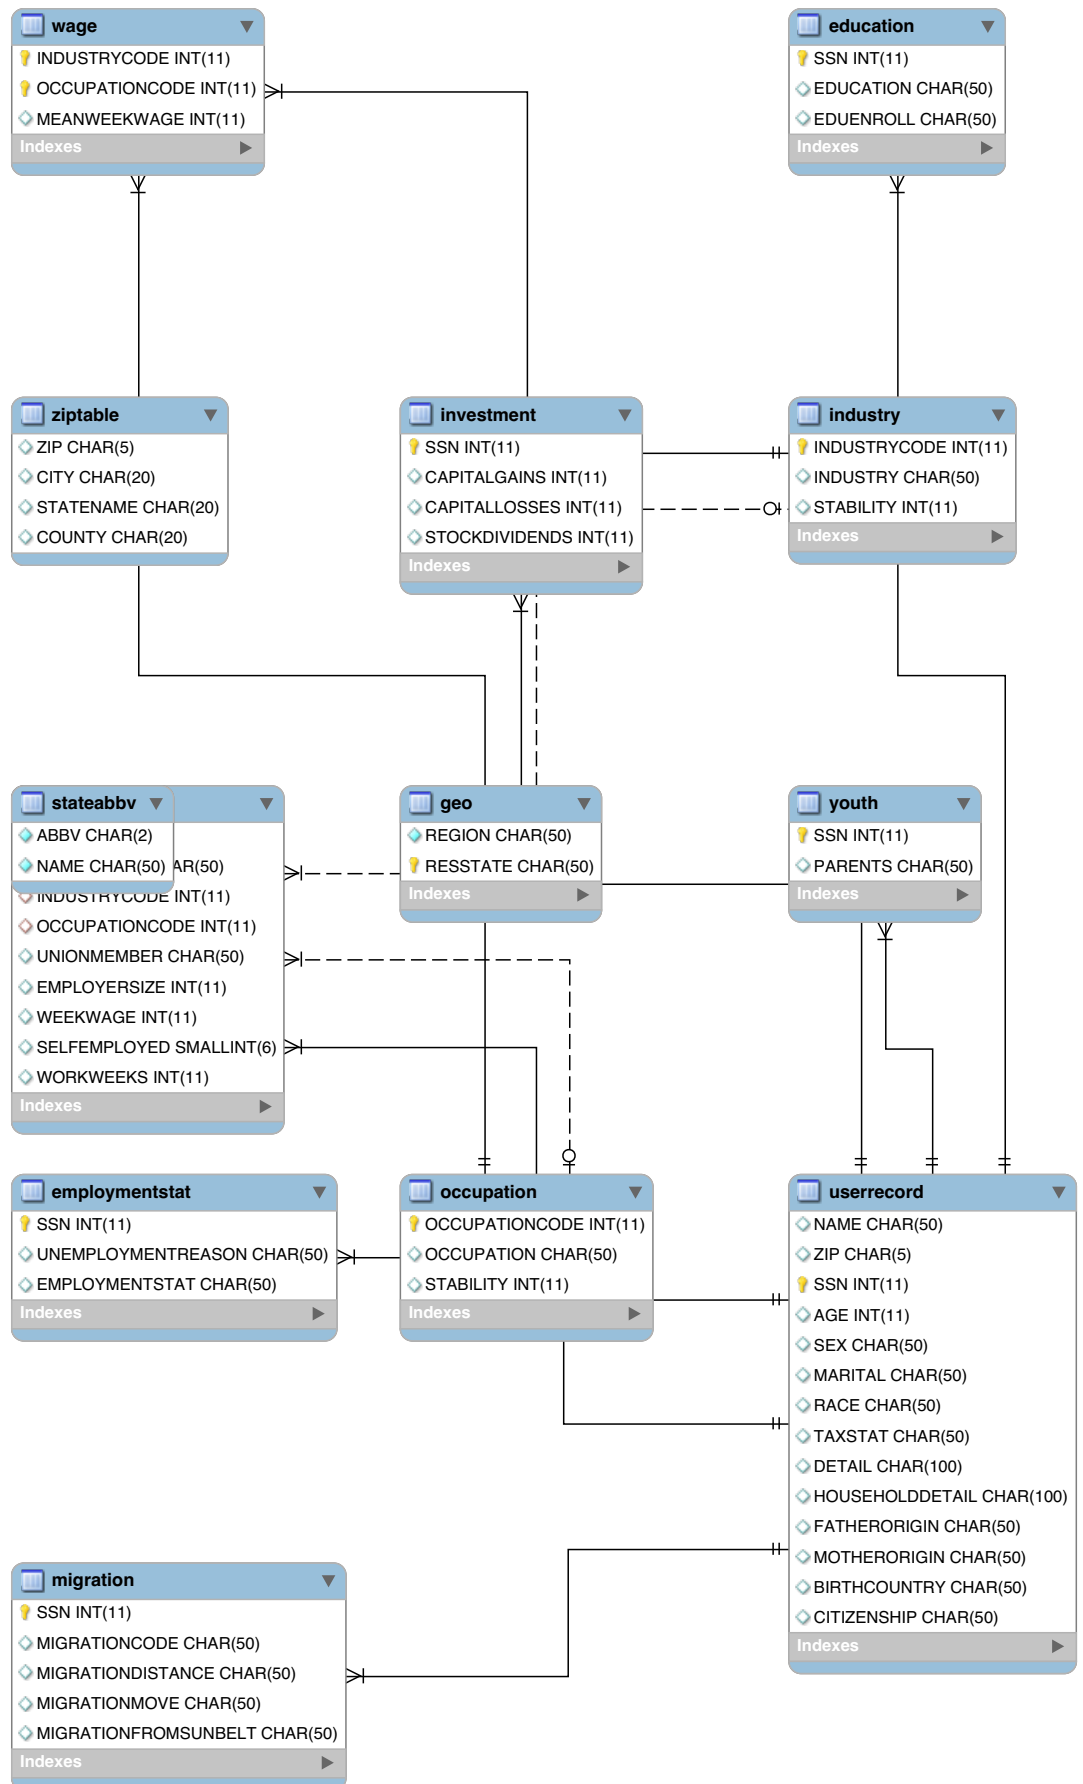 wage
INDUSTRYCODE INT(11)
OCCUPATIONCODE INT(11)
MEANWEEKWAGE INT(11)
Indexes
education
SSN INT(11)
EDUCATION CHAR(50)
EDUENROLL CHAR(50)
Indexes
ziptable
ZIP CHAR(5)
CITY CHAR(20)
STATENAME CHAR(20)
COUNTY CHAR(20)
investment
SSN INT(11)
CAPITALGAINS INT(11)
CAPITALLOSSES INT(11)
STOCKDIVIDENDS INT(11)
Indexes
industry
INDUSTRYCODE INT(11)
INDUSTRY CHAR(50)
STABILITY INT(11)
Indexes
stateabbv
ABBV CHAR(2)
NAME CHAR(50) AR(50)
INDUSTRYCODE INT(11)
OCCUPATIONCODE INT(11)
UNIONMEMBER CHAR(50)
EMPLOYERSIZE INT(11)
WEEKWAGE INT(11)
SELFEMPLOYED SMALLINT(6)
WORKWEEKS INT(11)
Indexes
geo
REGION CHAR(50)
RESSTATE CHAR(50)
Indexes
youth
SSN INT(11)
PARENTS CHAR(50)
Indexes
employmentstat
SSN INT(11)
UNEMPLOYMENTREASON CHAR(50)
EMPLOYMENTSTAT CHAR(50)
Indexes
occupation
OCCUPATIONCODE INT(11)
OCCUPATION CHAR(50)
STABILITY INT(11)
Indexes
userrecord
NAME CHAR(50)
ZIP CHAR(5)
SSN INT(11)
AGE INT(11)
SEX CHAR(50)
MARITAL CHAR(50)
RACE CHAR(50)
TAXSTAT CHAR(50)
DETAIL CHAR(100)
HOUSEHOLDDETAIL CHAR(100)
FATHERORIGIN CHAR(50)
MOTHERORIGIN CHAR(50)
BIRTHCOUNTRY CHAR(50)
CITIZENSHIP CHAR(50)
Indexes
migration
SSN INT(11)
MIGRATIONCODE CHAR(50)
MIGRATIONDISTANCE CHAR(50)
MIGRATIONMOVE CHAR(50)
MIGRATIONFROMSUNBELT CHAR(50)
Indexes